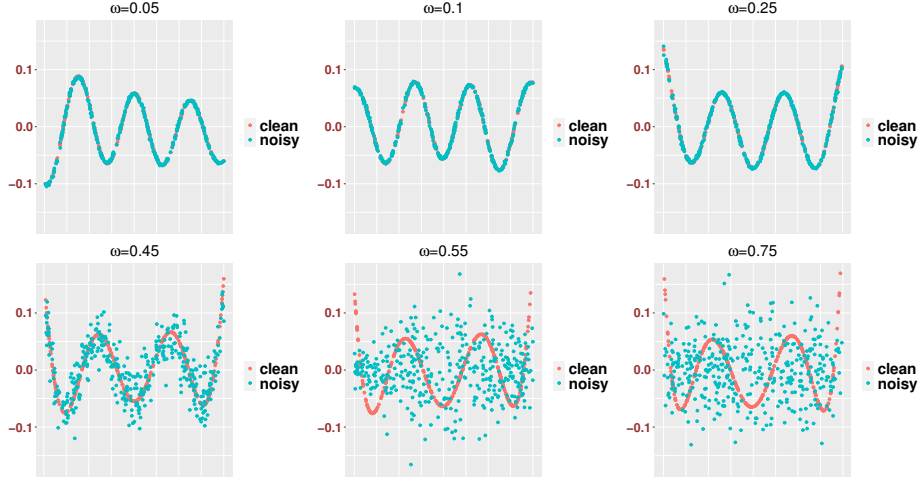 ω=0.05
0.1
0.0
−0.1
clean
noisy
ω=0.1
0.1
0.0
−0.1
clean
noisy
ω=0.25
0.1
0.0
−0.1
clean
noisy
ω=0.45
0.1
0.0
−0.1
clean
noisy
ω=0.55
0.1
0.0
−0.1
clean
noisy
ω=0.75
0.1
0.0
−0.1
clean
noisy